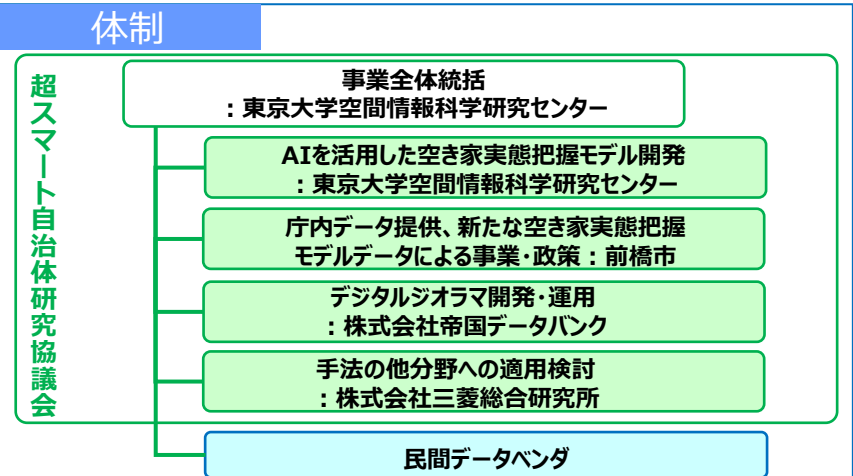 体制
超スマート自治体研究協議会
事業全体統括
：東京大学空間情報科学研究センター
AIを活用した空き家実態把握モデル開発
：東京大学空間情報科学研究センター
庁内データ提供、新たな空き家実態把握
モデルデータによる事業・政策：前橋市
デジタルジオラマ開発・運用
：株式会社帝国データバンク
手法の他分野への適用検討
：株式会社三菱総合研究所
民間データベンダ